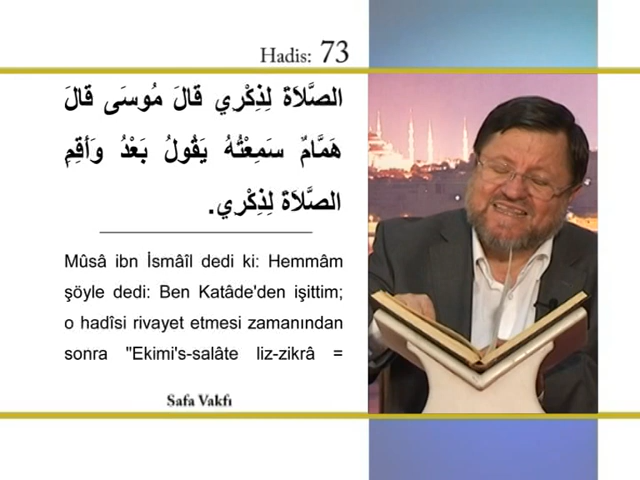 Hadis: 73
الصَّلاَةَ لِذِكْرِي قَالَ مُوسَى قَالَ
هَمَّامٌ سَمِعْتُهُ يَقُولُ بَعْدُ وَأَقِمِ
الصَّلاَةَ لِذِكْرِي.
Mûsâ ibn İsmâîl dedi ki: Hemmâm
şöyle dedi: Ben Katâde'den işittim;
o hadîsi rivayet etmesi zamanından
sonra "Ekimi's-salâte liz-zikrâ =
Safa Vakfı